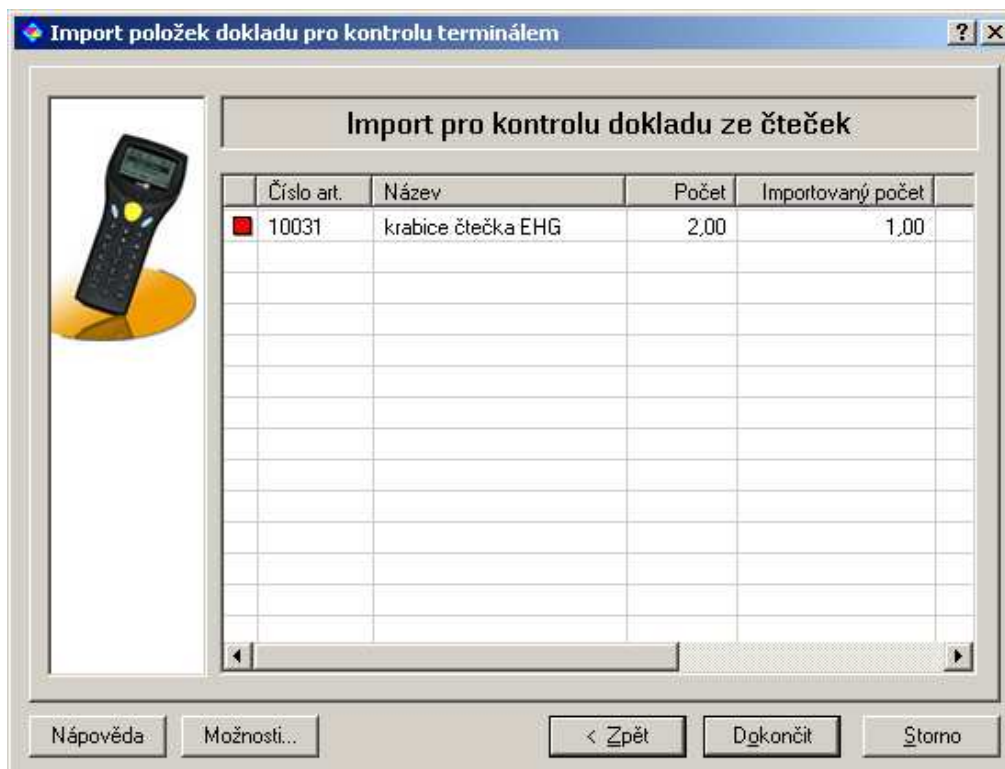 Import položek dokladu pro kontrolu terminálem
Import pro kontrolu dokladu ze čteček
Číslo art. Název Počet Importovaný počet
10031 krabice čtečka EHG 2,00 1,00
Nápověda Možnosti... < Zpět Dokončit Storno